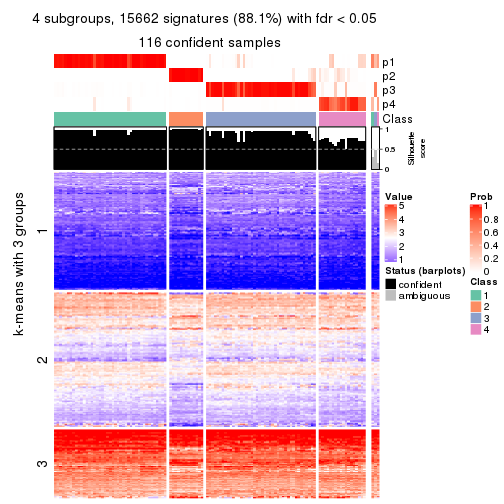 4 subgroups, 15662 signatures (88.1%) with fdr < 0.05
116 confident samples
p1
p2
p3
p4
Class
1
0.5
0
Silhouette
score
k-means with 3 groups
1
2
3
Value
5
4
3
2
1
Status (barplots)
confident
ambiguous
Prob
1
0.8
0.6
0.4
0.2
0
Class
1
2
3
4